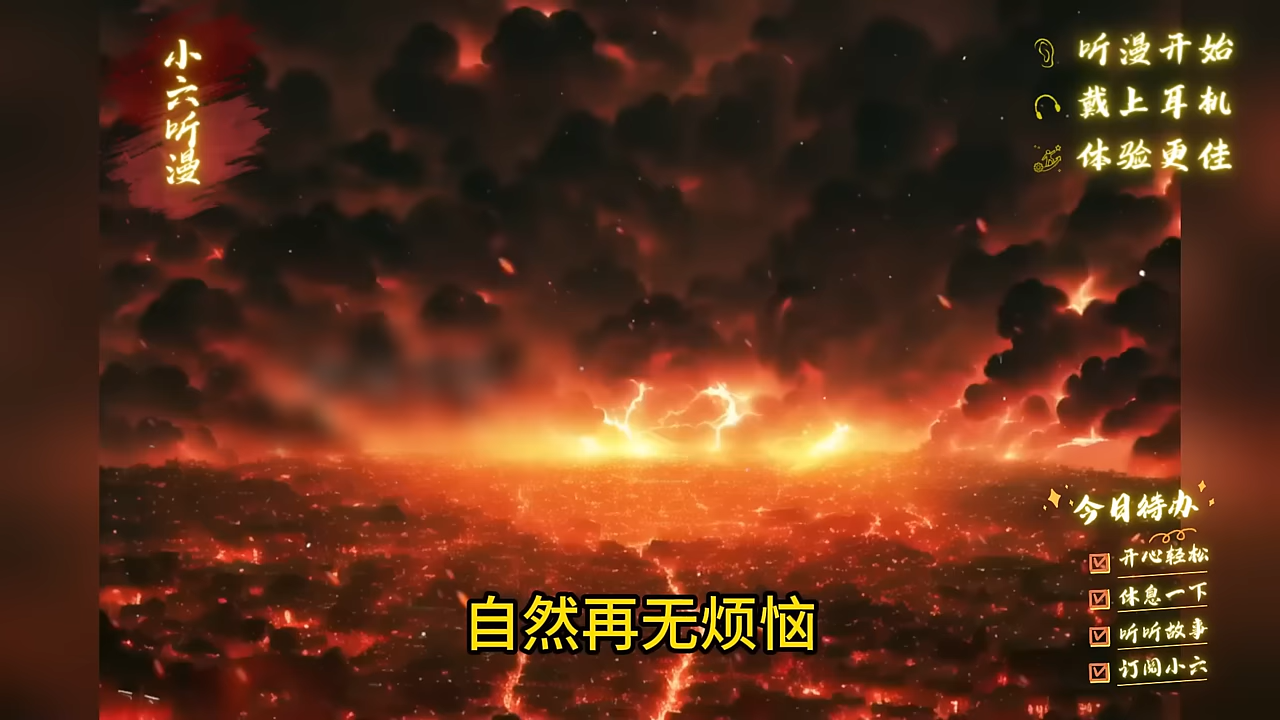 小六听漫
听漫开始
戴上耳机
体验更佳
今日待办
开心轻松
休息一下
听听故事
订阅小六
自然再无烦恼